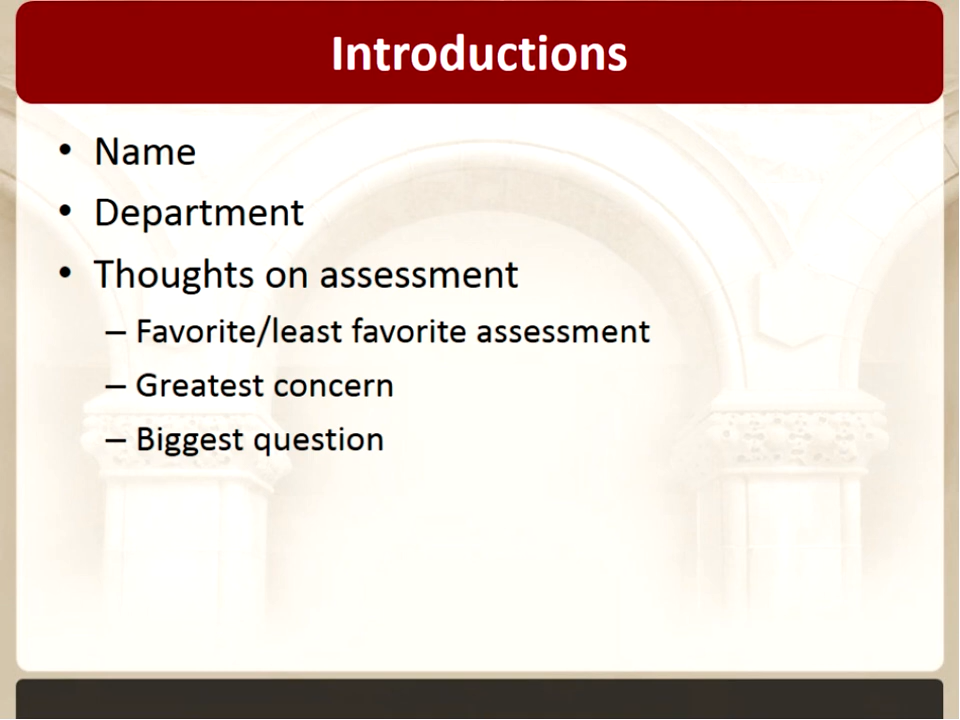 Introductions
• Name
• Department
• Thoughts on assessment
– Favorite/least favorite assessment
– Greatest concern
– Biggest question